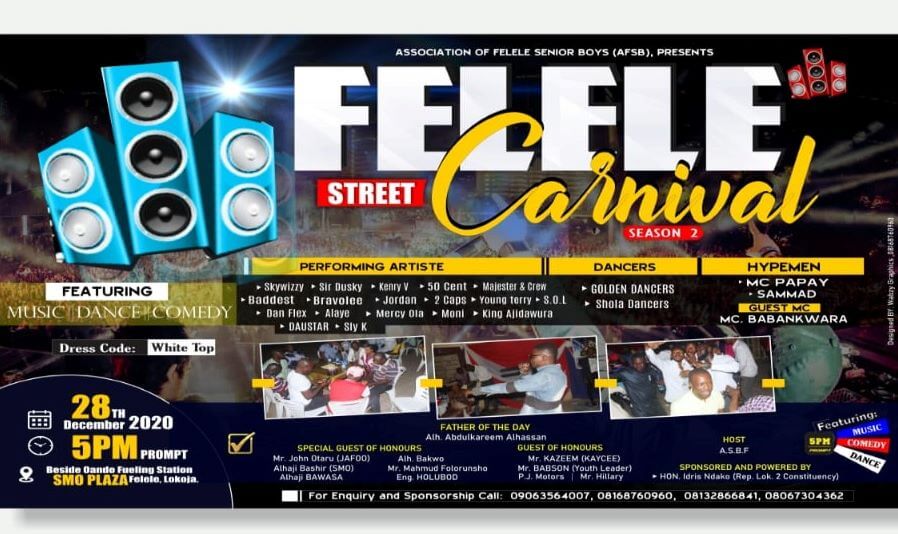 ASSOCIATION OF FELELE SENIOR BOYS (AFSB), PRESENTS
FELELE
STREET
Carnival
SEASON 2
FEATURING
MUSIC | DANCE | COMEDY
Dress Code: White Top
PERFORMING ARTISTE
Skywizzy Sir Dusky Kenry V 50 Cent Majester & Crew
Baddest Bravolee Jordan 2 Caps Young terry S.O.L
Dan Flex Alaye Mercy Ola Moni King Ajidawura
DAUSTAR Sly K
DANCERS
GOLDEN DANCERS
Shola Dancers
HYPEMEN
MC PAPAY
SAMMAD
GUEST MC
MC. BABANKWARA
28TH
December 2020
5PM PROMPT
Beside Oando Fueling Station
SMO PLAZA Felele, Lokoja.
FATHER OF THE DAY
Alh. Abdulkareem Alhassan
SPECIAL GUEST OF HONOURS
Mr. John Otaru (JAFOO) Alh. Bakwo
Alhaji Bashir (SMO) Mr. Mahmud Folorunsho
Alhaji BAWASA Eng. HOLUBOD
GUEST OF HONOURS
Mr. KAZEEM (KAYCEE)
Mr. BABSON (Youth Leader)
P.J. Motors | Mr. Hillary
HOST
A.S.B.F
SPONSORED AND POWERED BY
HON. Idris Ndako (Rep. Lok. 2 Constituency)
Featuring:
5PM
PROMPT
MUSIC
COMEDY
DANCE
For Enquiry and Sponsorship Call: 09063564007, 08168760960, 08132866841, 08067304362
Designed BY: Wabzy Graphics ,08168760960